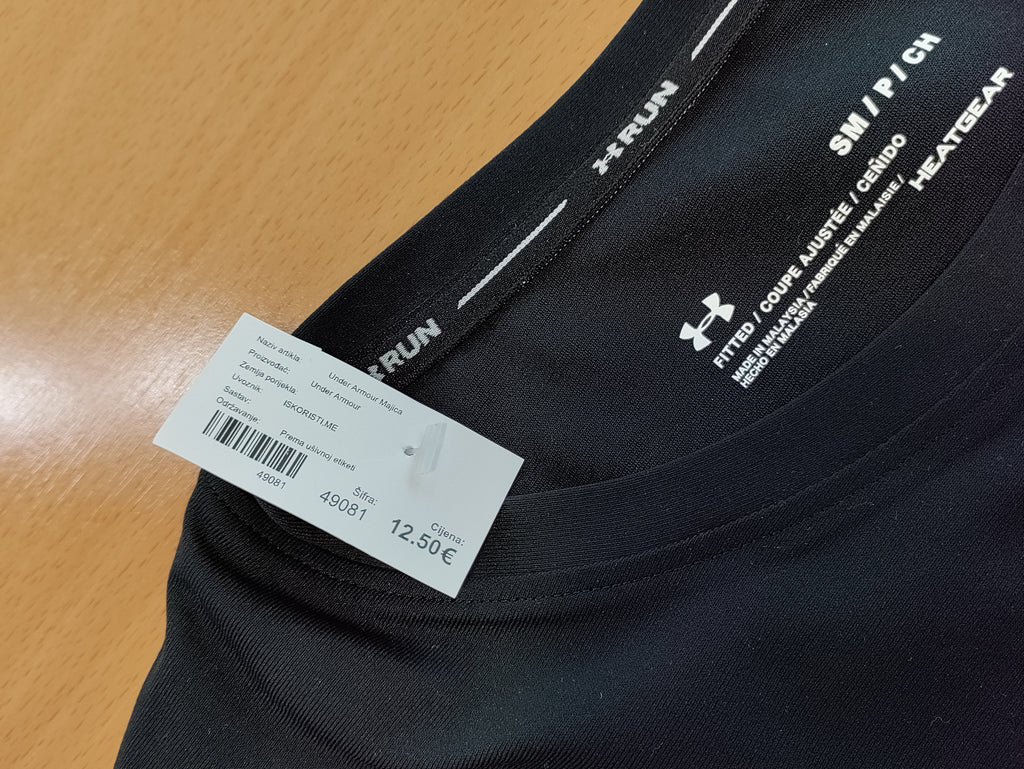 Naziv artikla: Under Armour Majica
Proizvođač: Under Armour
Zemlja porijekla:
Uvoznik: ISKORISTI.ME
Sastav:
Održavanje: Prema ušivnoj etiketi
49081
Šifra:
49081
Cijena:
12.50€
RUN
RUN
SM / P / CH
HEATGEAR
FITTED / COUPE AJUSTÉE / CEÑIDO
MADE IN MALAYSIA / FABRIQUÉ EN MALAISIE /
HECHO EN MALASIA